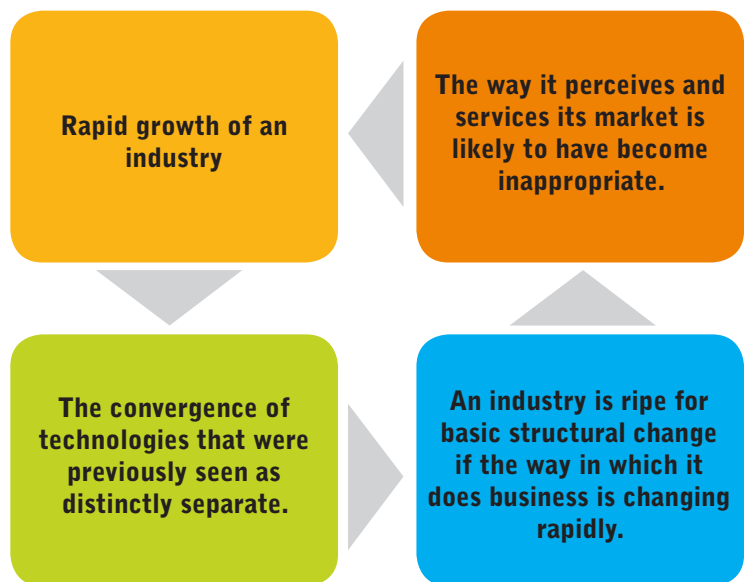 Rapid growth of an
industry
The way it perceives and
services its market is
likely to have become
inappropriate.
The convergence of
technologies that were
previously seen as
distinctly separate.
An industry is ripe for
basic structural change
if the way in which it
does business is changing
rapidly.